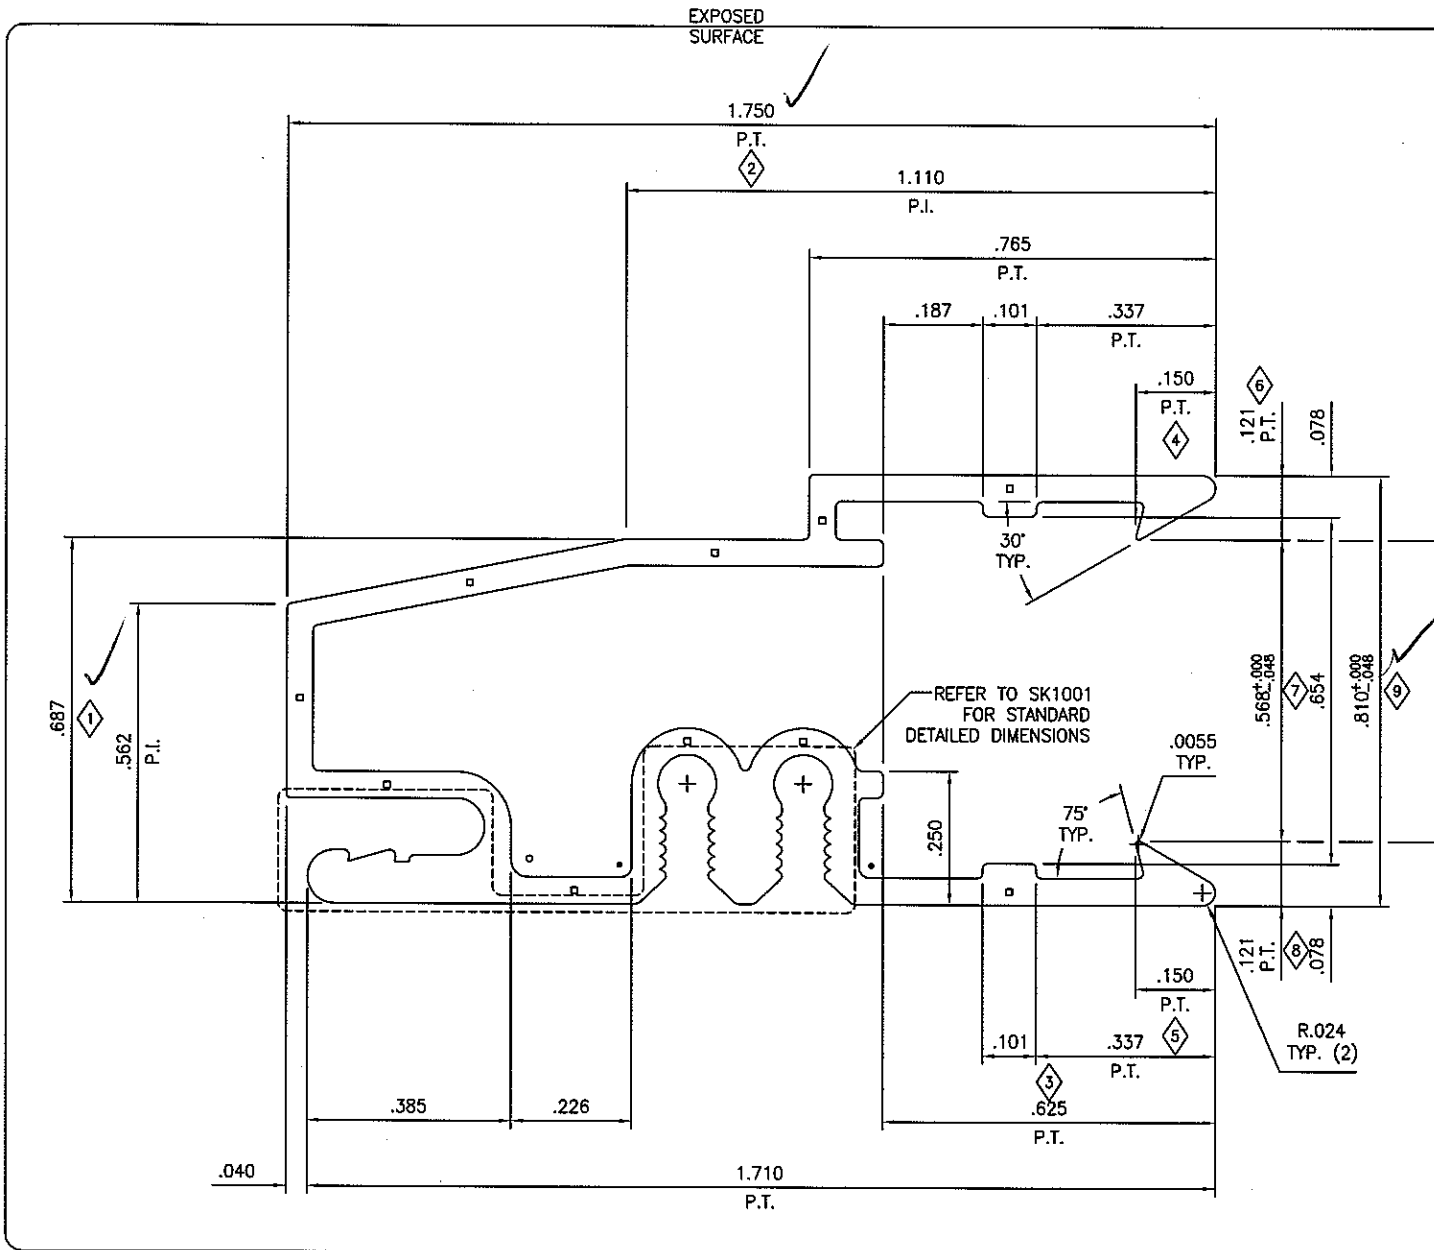 EXPOSED
SURFACE
1.750
P.T.
2
1.110
P.I.
.765
P.T.
.187
.101
.337
P.T.
.150
P.T.
4
6
.121
P.T.
.078
30°
TYP.
.687
1
.562
P.I.
REFER TO SK1001
FOR STANDARD
DETAILED DIMENSIONS
.0055
TYP.
75°
TYP.
.250
.568+.000
-.048
7
.654
.810+.000
-.048
9
.121
P.T.
8
.078
.150
P.T.
5
R.024
TYP. (2)
.101
.337
P.T.
3
.625
P.T.
.385
.226
.040
1.710
P.T.